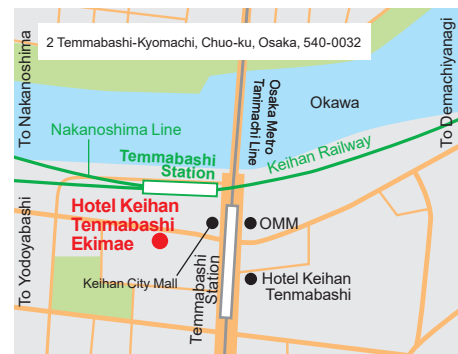 2 Temmabashi-Kyomachi, Chuo-ku, Osaka, 540-0032
To Nakanoshima
Osaka Metro
Tanimachi Line
Okawa
To Demachiyanagi
Nakanoshima Line
Temmabashi
Station
Keihan Railway
Hotel Keihan
Tenmabashi
Ekimae
OMM
To Yodoyabashi
Keihan City Mall
Temmabashi
Station
Hotel Keihan
Tenmabashi